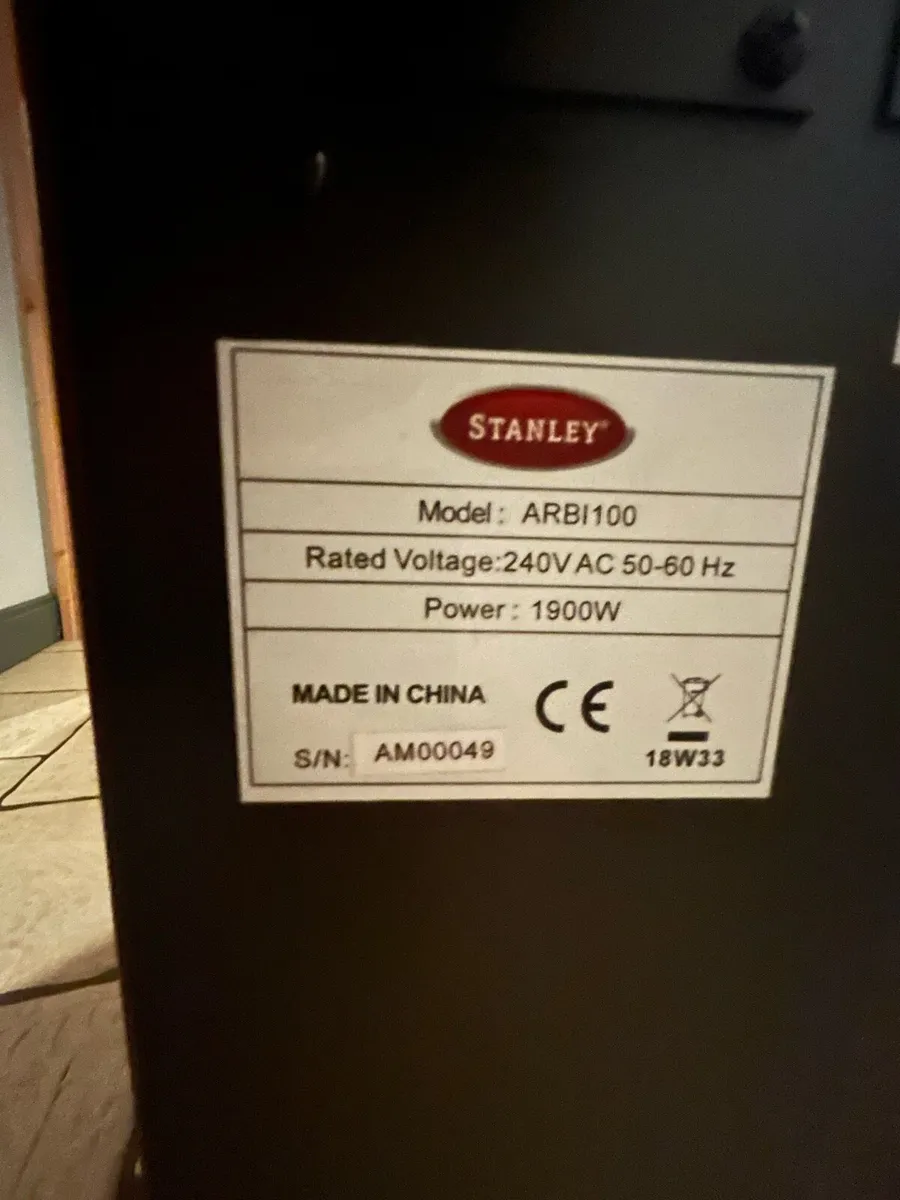 STANLEY®
Model: ARBI100
Rated Voltage:240V AC 50-60 Hz
Power: 1900W
MADE IN CHINA
CE
S/N: AM00049
18W33